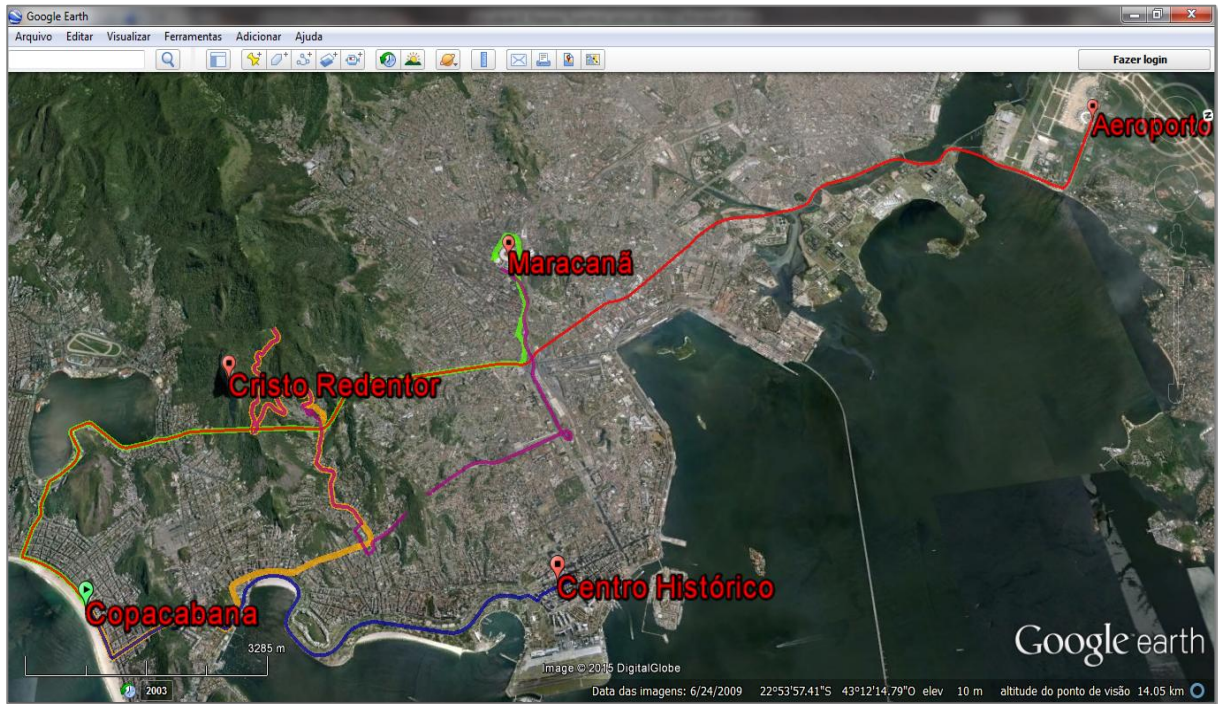 Google Earth
Arquivo Editar Visualizar Ferramentas Adicionar Ajuda
Fazer login
Aeroporto
Z
Maracanã
Cristo Redentor
Centro Histórico
Copacabana
3285 m
Google earth
Image © 2015 DigitalGlobe
2003
Data das imagens: 6/24/2009 22°53'57.41"S 43°12'14.79"O elev 10 m altitude do ponto de visão 14.05 km